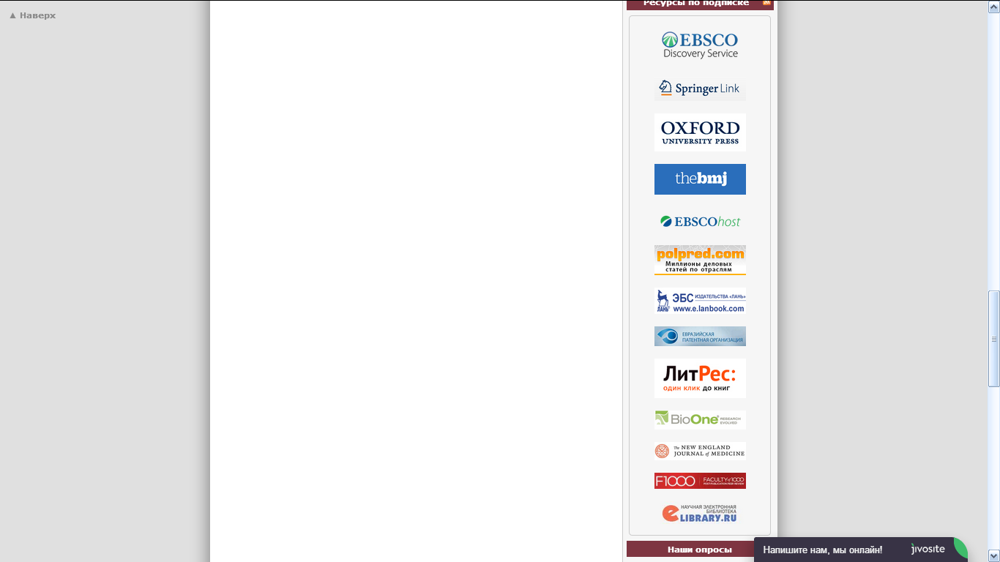 ▲ Наверх
Ресурсы по подписке
EBSCO
Discovery Service
Springer Link
OXFORD
UNIVERSITY PRESS
thebmj
EBSCOhost
polpred.com
Миллионы деловых
статей по отраслям
ЭБС ИЗДАТЕЛЬСТВА «ЛАНЬ»
ЛАНЬ® www.e.lanbook.com
ЕВРАЗИЙСКАЯ
ПАТЕНТНАЯ ОРГАНИЗАЦИЯ
ЛитРес:
ОДИН КЛИК ДО КНИГ
BioOne® RESEARCH
EVOLVED
The NEW ENGLAND
JOURNAL of MEDICINE
F1000 FACULTY of 1000
POST-PUBLICATION PEER REVIEW
НАУЧНАЯ ЭЛЕКТРОННАЯ
БИБЛИОТЕКА
eLIBRARY.RU
Наши опросы
Напишите нам, мы онлайн! jivosite